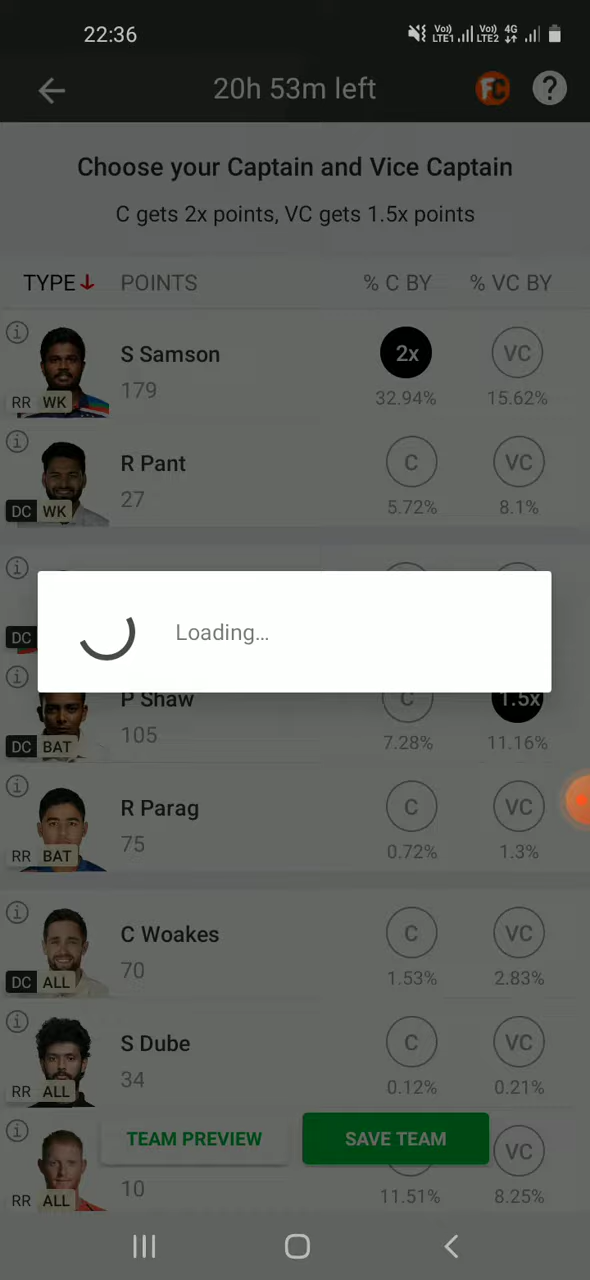 22:36
Vo)) LTE1 Vo)) LTE2 4G
20h 53m left
FC ?
Choose your Captain and Vice Captain
C gets 2x points, VC gets 1.5x points
TYPE POINTS % C BY % VC BY
S Samson
2x VC
179
RR WK
32.94% 15.62%
R Pant
C VC
27
DC WK
5.72% 8.1%
Loading...
DC
P Shaw
C 1.5x
105
DC BAT
7.28% 11.16%
R Parag
C VC
75
RR BAT
0.72% 1.3%
C Woakes
C VC
70
DC ALL
1.53% 2.83%
S Dube
C VC
34
RR ALL
0.12% 0.21%
TEAM PREVIEW SAVE TEAM
VC
10
RR ALL
11.51% 8.25%